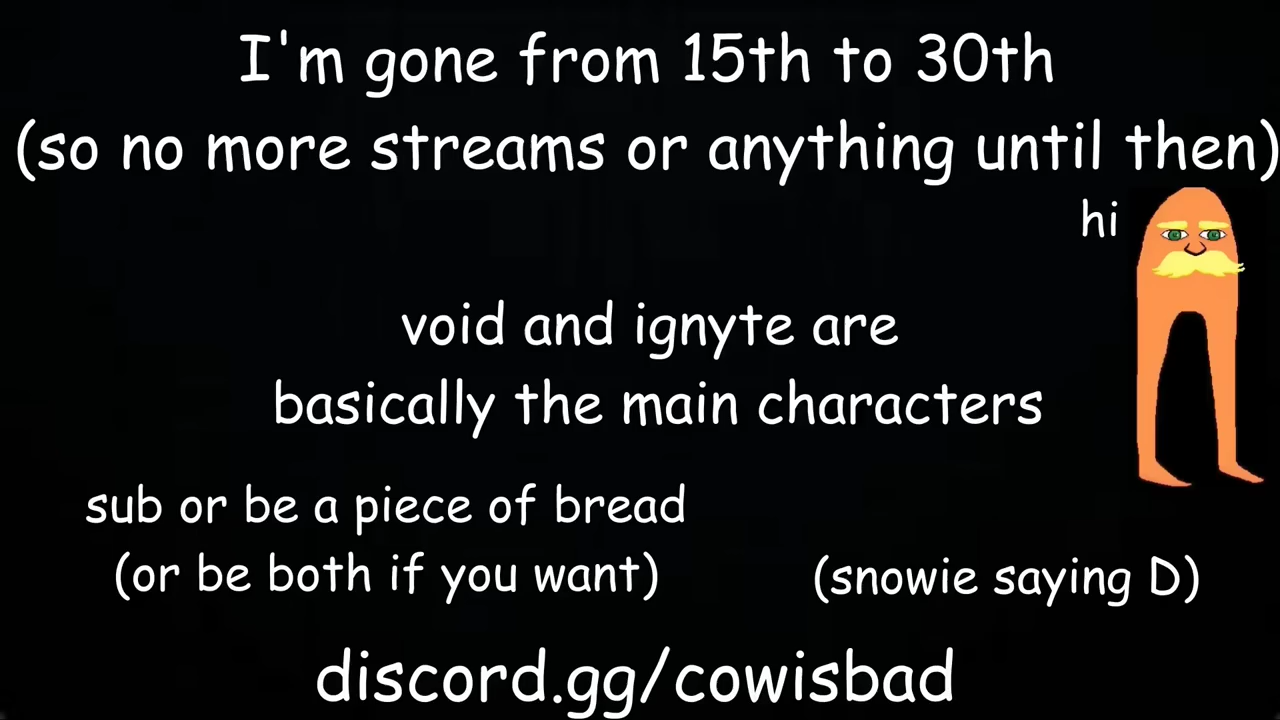 I'm gone from 15th to 30th
(so no more streams or anything until then)
hi
void and ignyte are
basically the main characters
sub or be a piece of bread
(or be both if you want)
(snowie saying D)
discord.gg/cowisbad